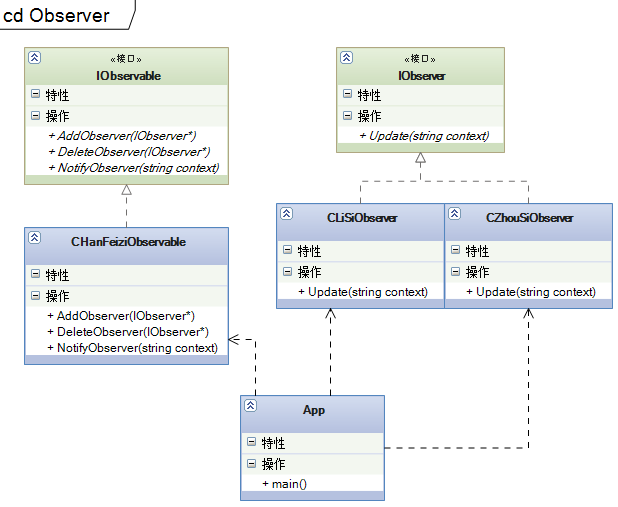 cd Observer
«接口»
IObservable
特性
操作
+ AddObserver(IObserver*)
+ DeleteObserver(IObserver*)
+ NotifyObserver(string context)
«接口»
IObserver
特性
操作
+ Update(string context)
CHanFeiziObservable
特性
操作
+ AddObserver(IObserver*)
+ DeleteObserver(IObserver*)
+ NotifyObserver(string context)
CLiSiObserver
特性
操作
+ Update(string context)
CZhouSiObserver
特性
操作
+ Update(string context)
App
特性
操作
+ main()